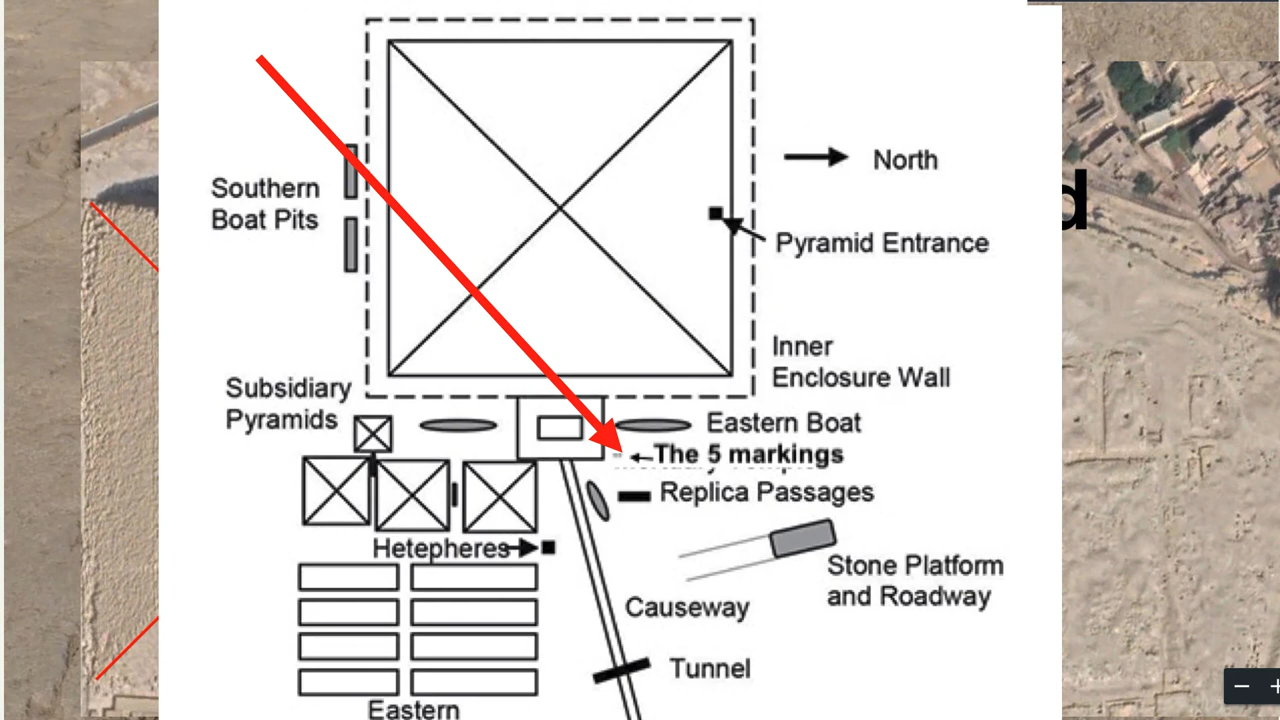 North
Southern
Boat Pits
d
Pyramid Entrance
Inner
Enclosure Wall
Subsidiary
Pyramids
Eastern Boat
The 5 markings
Replica Passages
Hetepheres
Stone Platform
and Roadway
Causeway
Tunnel
Eastern